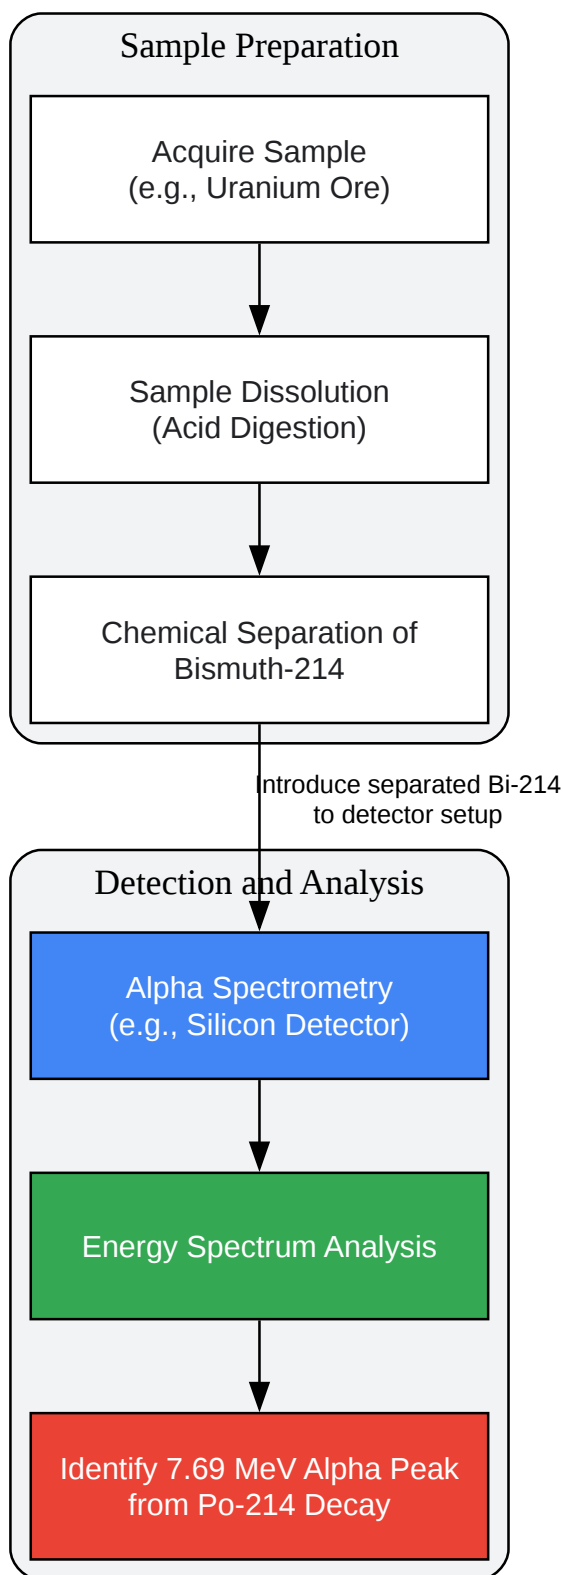 Sample Preparation
Acquire Sample
(e.g., Uranium Ore)
Sample Dissolution
(Acid Digestion)
Chemical Separation of
Bismuth-214
Introduce separated Bi-214
to detector setup
Detection and Analysis
Alpha Spectrometry
(e.g., Silicon Detector)
Energy Spectrum Analysis
Identify 7.69 MeV Alpha Peak
from Po-214 Decay